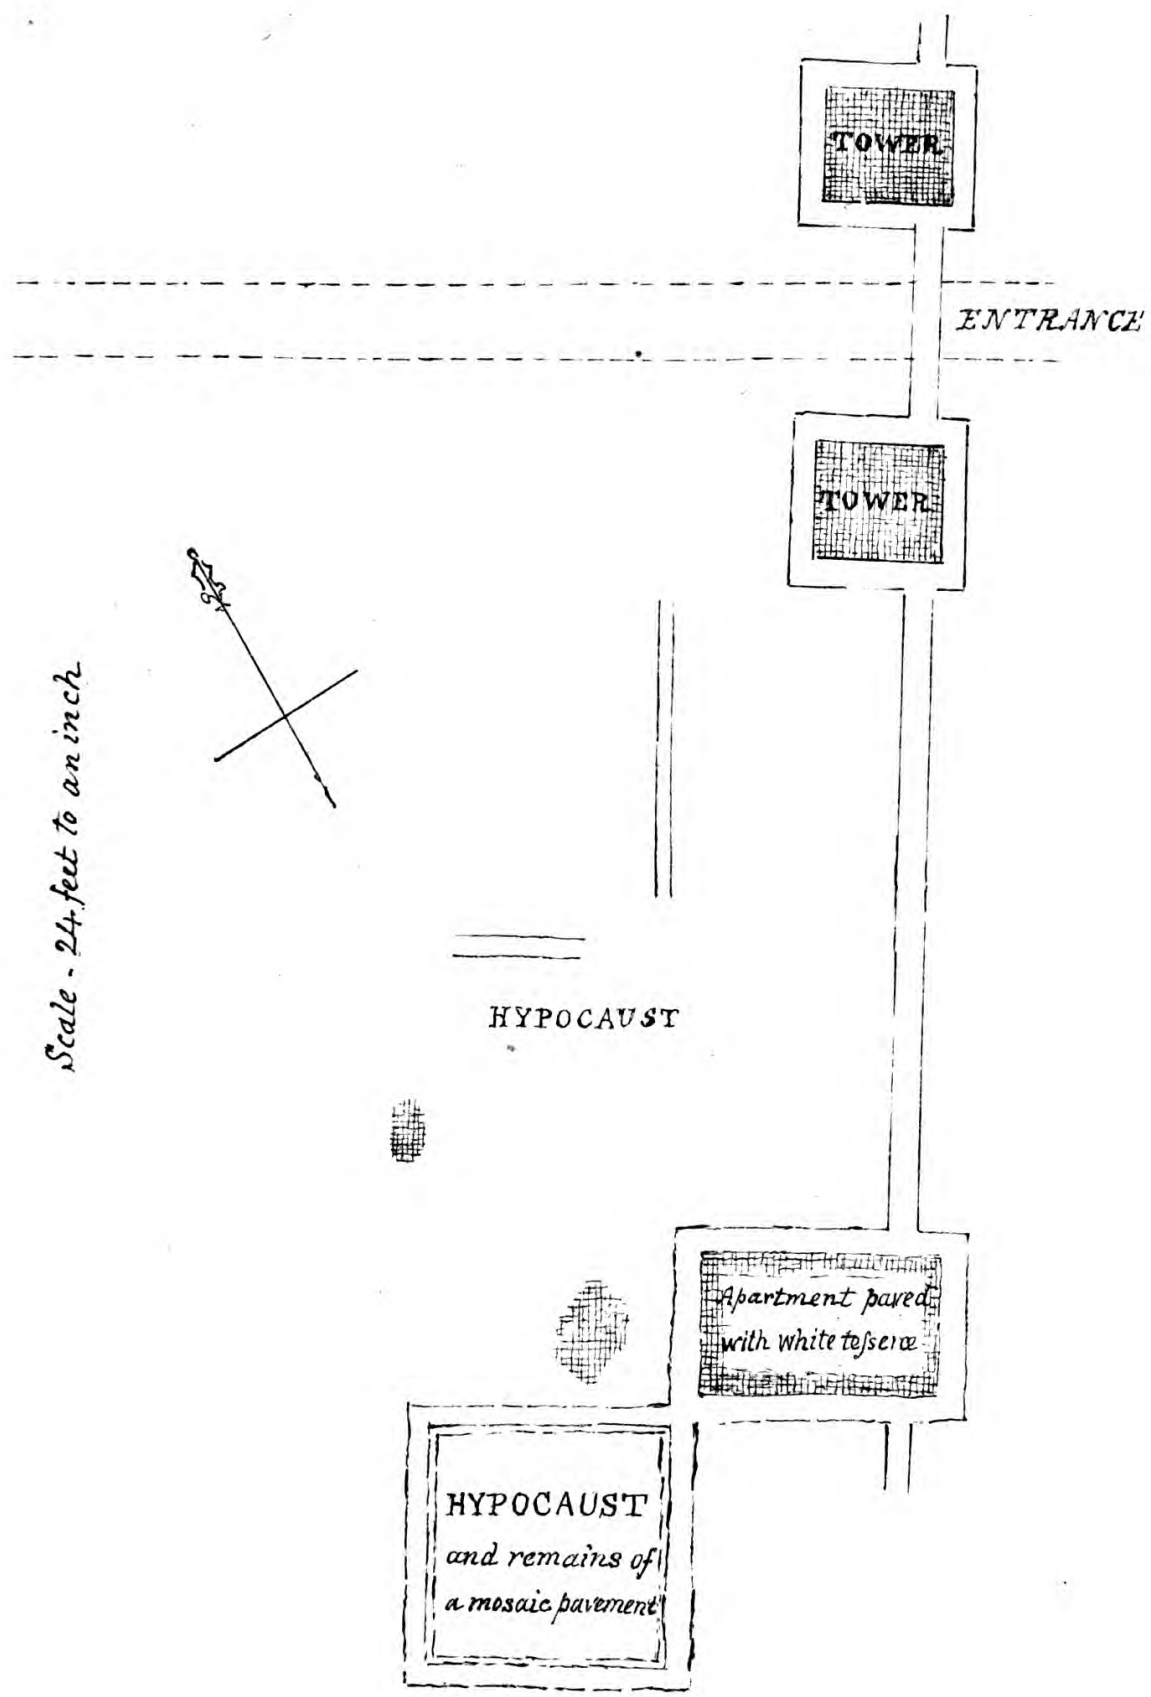 TOWER
ENTRANCE
TOWER
Scale - 24 feet to an inch
HYPOCAUST
Apartment paved
with white teſseræ
HYPOCAUST
and remains of
a mosaic pavement